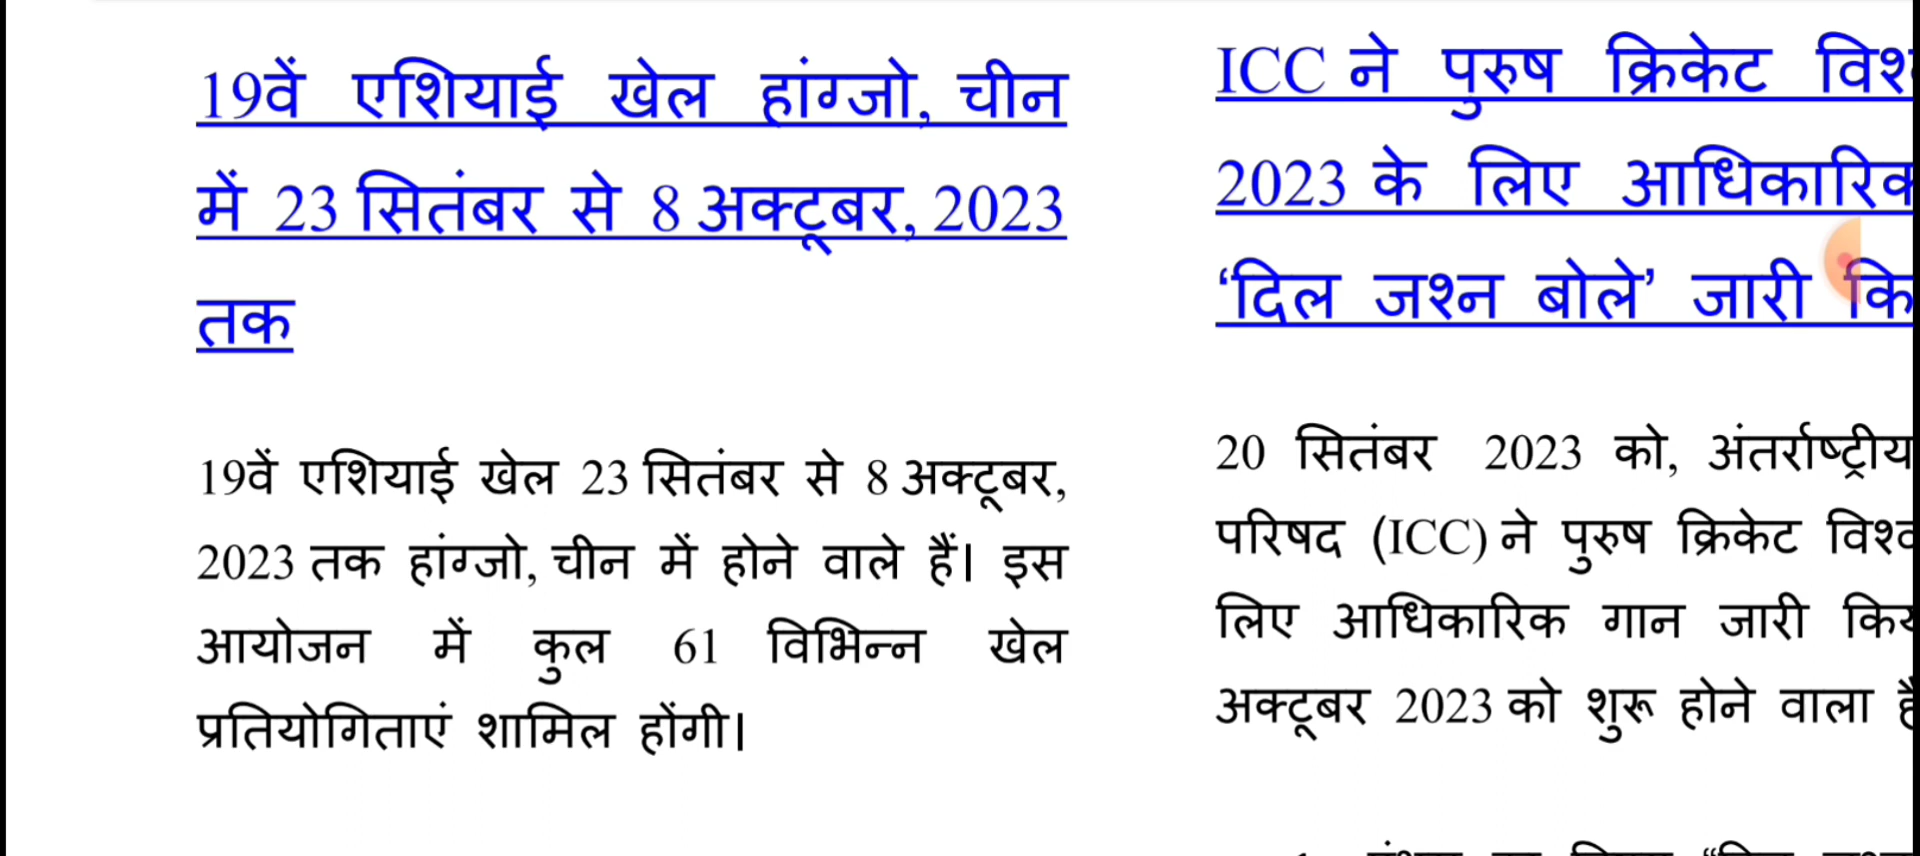 19वें एशियाई खेल हांग्जो, चीन
में 23 सितंबर से 8 अक्टूबर, 2023
तक
19वें एशियाई खेल 23 सितंबर से 8 अक्टूबर,
2023 तक हांग्जो, चीन में होने वाले हैं। इस
आयोजन में कुल 61 विभिन्न खेल
प्रतियोगिताएं शामिल होंगी।
ICC ने पुरुष क्रिकेट
2023 के लिए
‘दिल जश्न बोले’ जारी
20 सितंबर 2023 को, अंतर्राष्ट्रीय
परिषद (ICC) ने पुरुष क्रिकेट
लिए आधिकारिक गान जारी
अक्टूबर 2023 को शुरू होने वाला